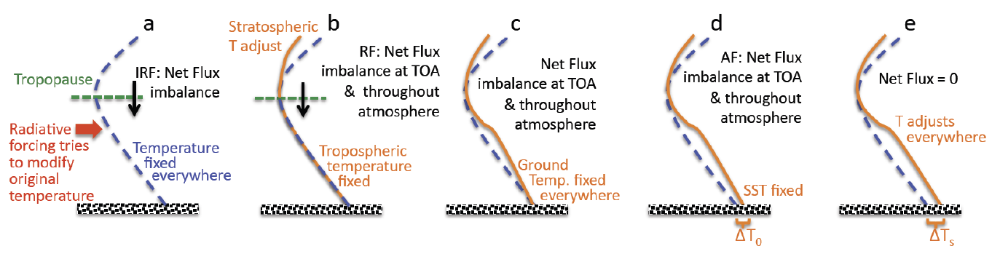 a
Tropopause
IRF: Net Flux
imbalance
Radiative
forcing tries
to modify
original
temperature
Temperature
fixed
everywhere
b
Stratospheric
T adjust
RF: Net Flux
imbalance at TOA
& throughout
atmosphere
Tropospheric
temperature
fixed
c
Net Flux
imbalance at TOA
& throughout
atmosphere
Ground
Temp. fixed
everywhere
d
AF: Net Flux
imbalance at TOA
& throughout
atmosphere
SST fixed
ΔT₀
e
Net Flux = 0
T adjusts
everywhere
ΔTₛ